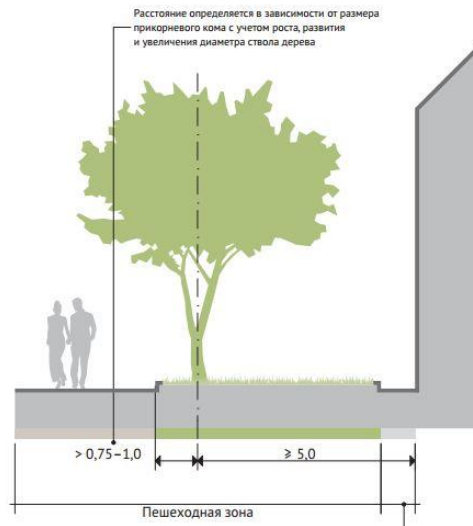 Расстояние определяется в зависимости от размера
прикорневого кома с учетом роста, развития
и увеличения диаметра ствола дерева
> 0,75–1,0
⩾ 5,0
Пешеходная зона